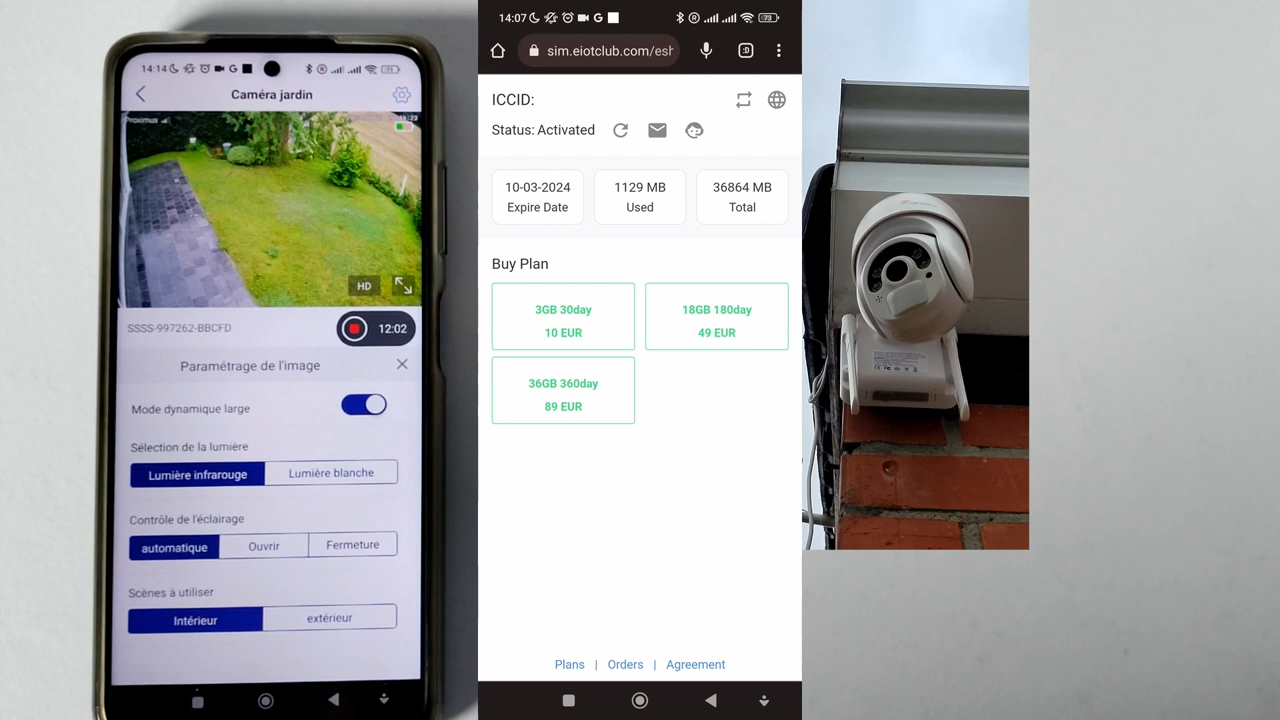 14:14
Caméra jardin
Proximus
HD
SSSS-997262-BBCFD
12:02
Paramétrage de l'image
Mode dynamique large
Sélection de la lumière
Lumière infrarouge
Lumière blanche
Contrôle de l'éclairage
automatique
Ouvrir
Fermeture
Scènes à utiliser
Intérieur
extérieur
14:07
73
sim.eiotclub.com/esh
:D
ICCID:
Status: Activated
10-03-2024
Expire Date
1129 MB
Used
36864 MB
Total
Buy Plan
3GB 30day
10 EUR
18GB 180day
49 EUR
36GB 360day
89 EUR
Plans | Orders | Agreement